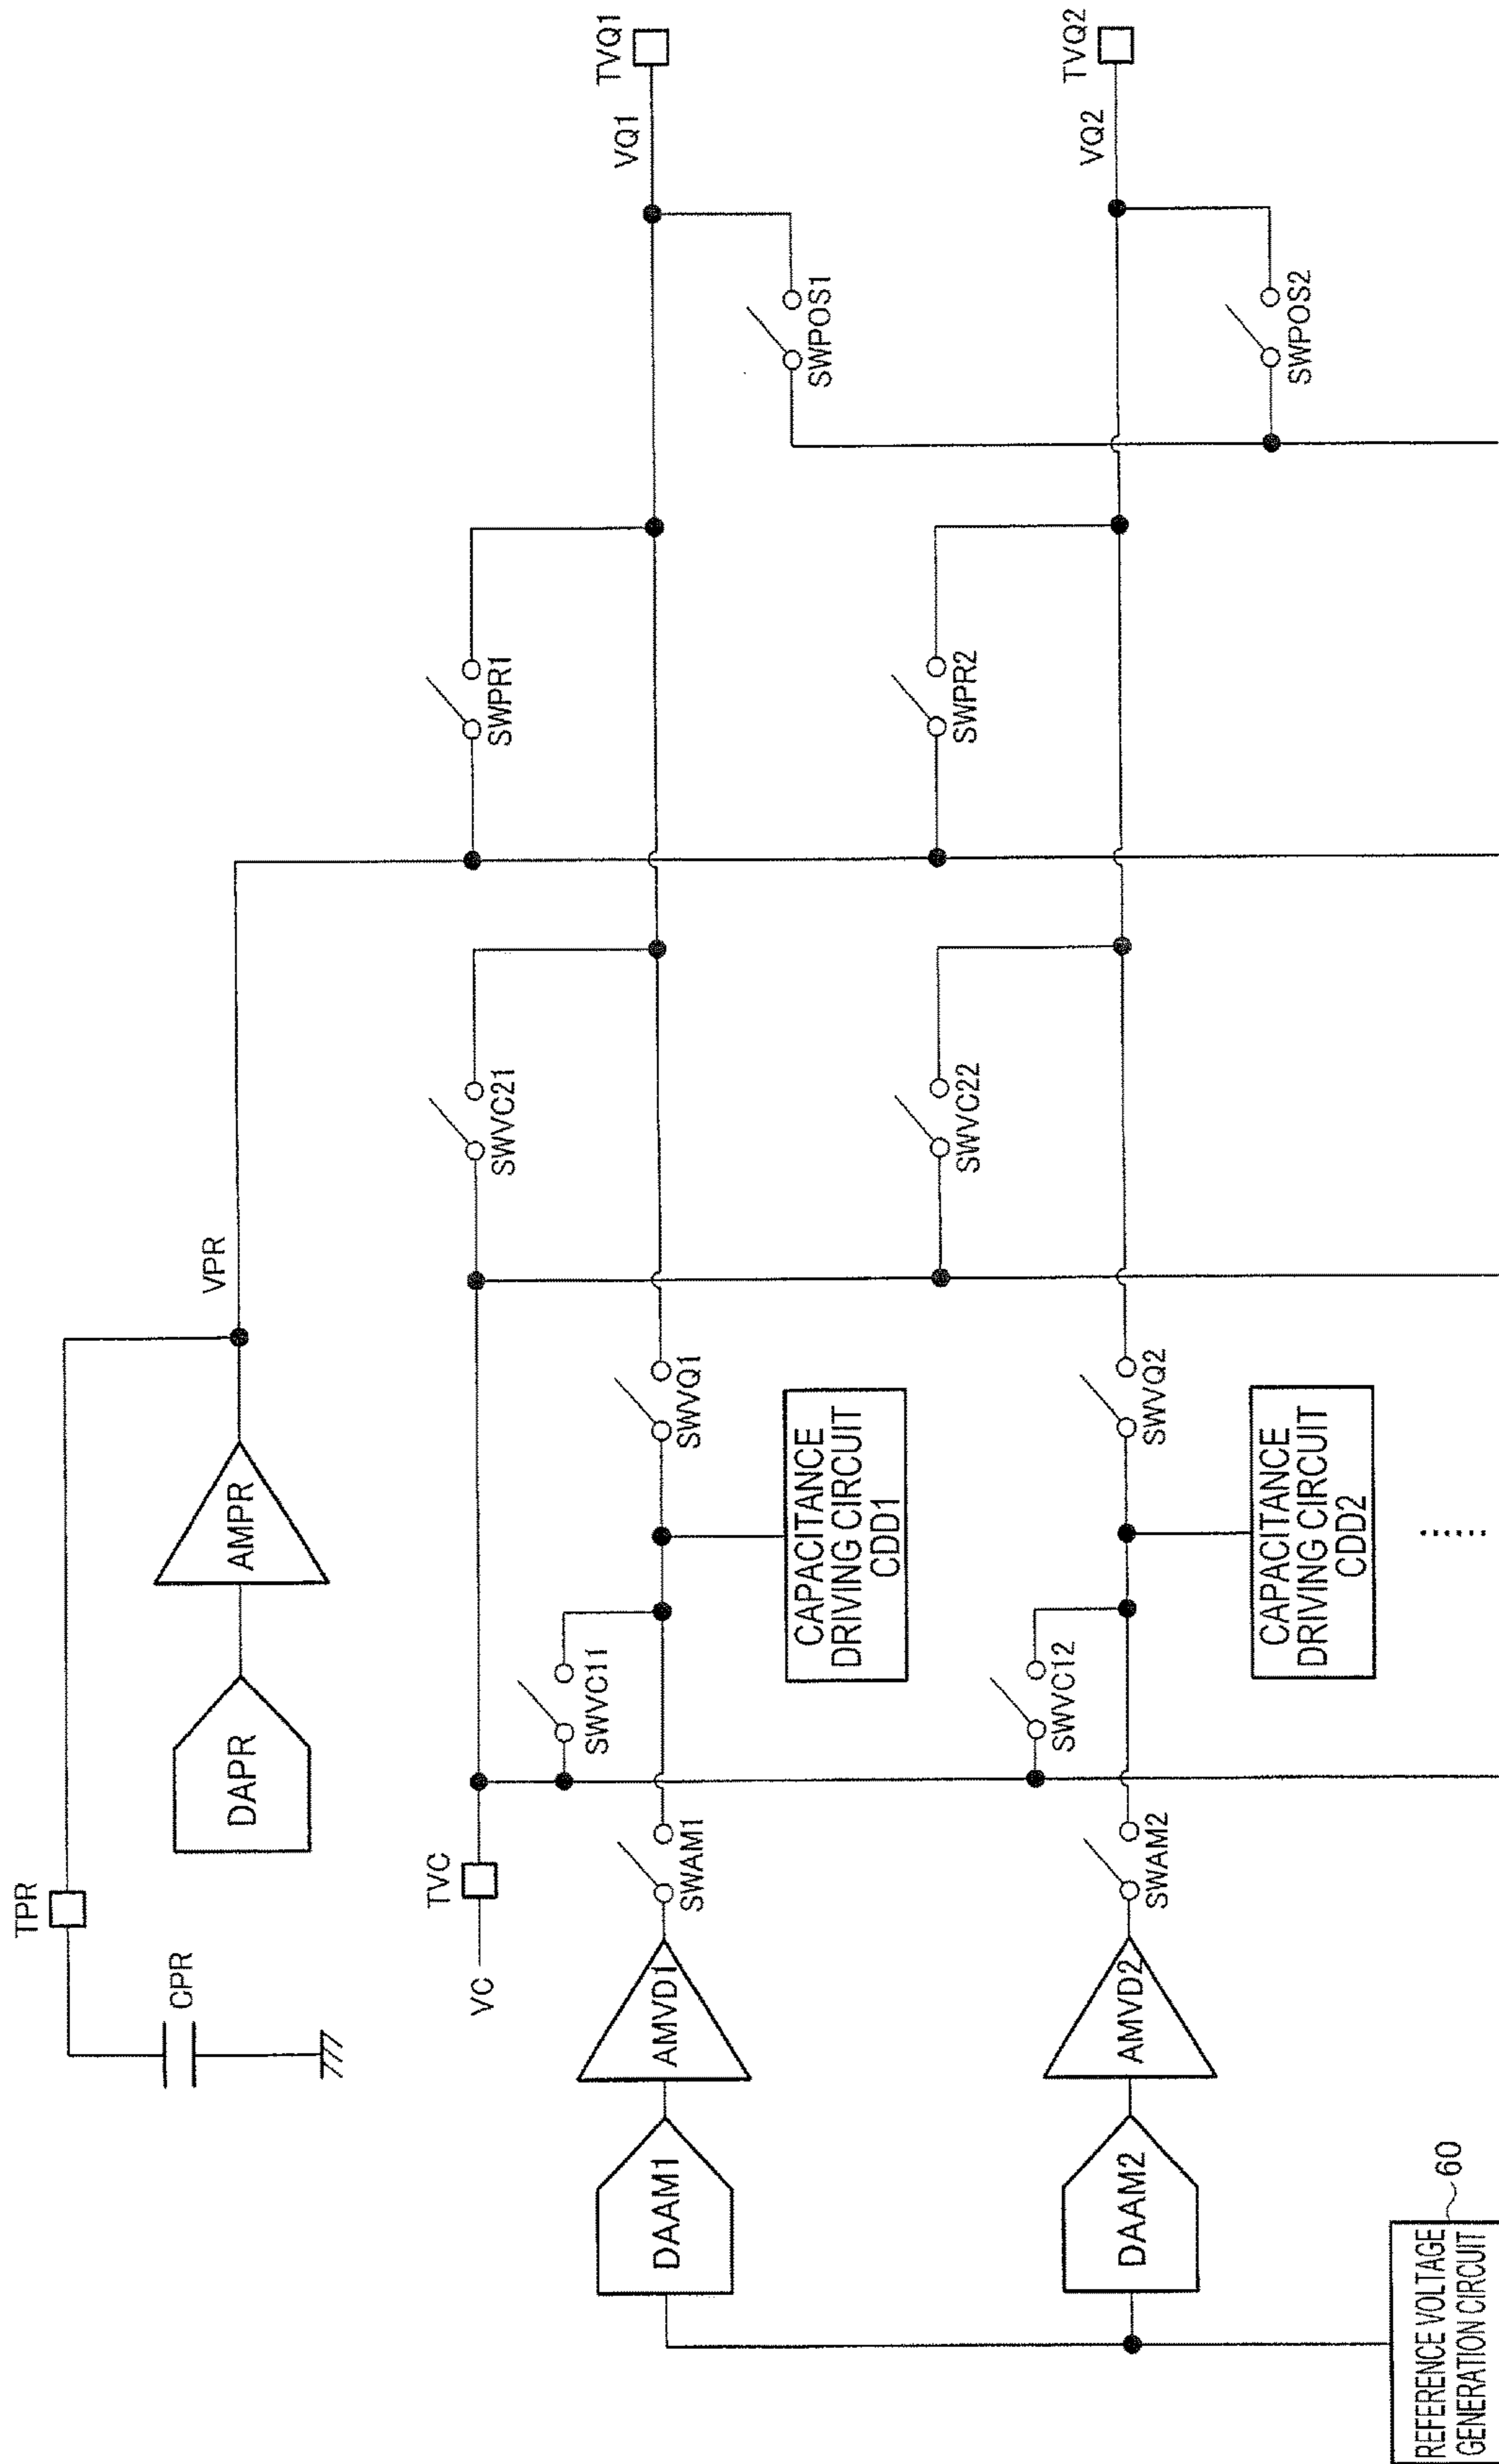 TPR
CPR
DAPR
AMPR
VPR
VC
TVC
SWVC11
SWVC21
SWPR1
VQ1
TVQ1
DAAM1
AMVD1
SWAM1
SWVQ1
CAPACITANCE
DRIVING CIRCUIT
CDD1
SWPOS1
SWVC12
SWVC22
SWPR2
VQ2
TVQ2
DAAM2
AMVD2
SWAM2
SWVQ2
CAPACITANCE
DRIVING CIRCUIT
CDD2
SWPOS2
......
REFERENCE VOLTAGE
GENERATION CIRCUIT
60